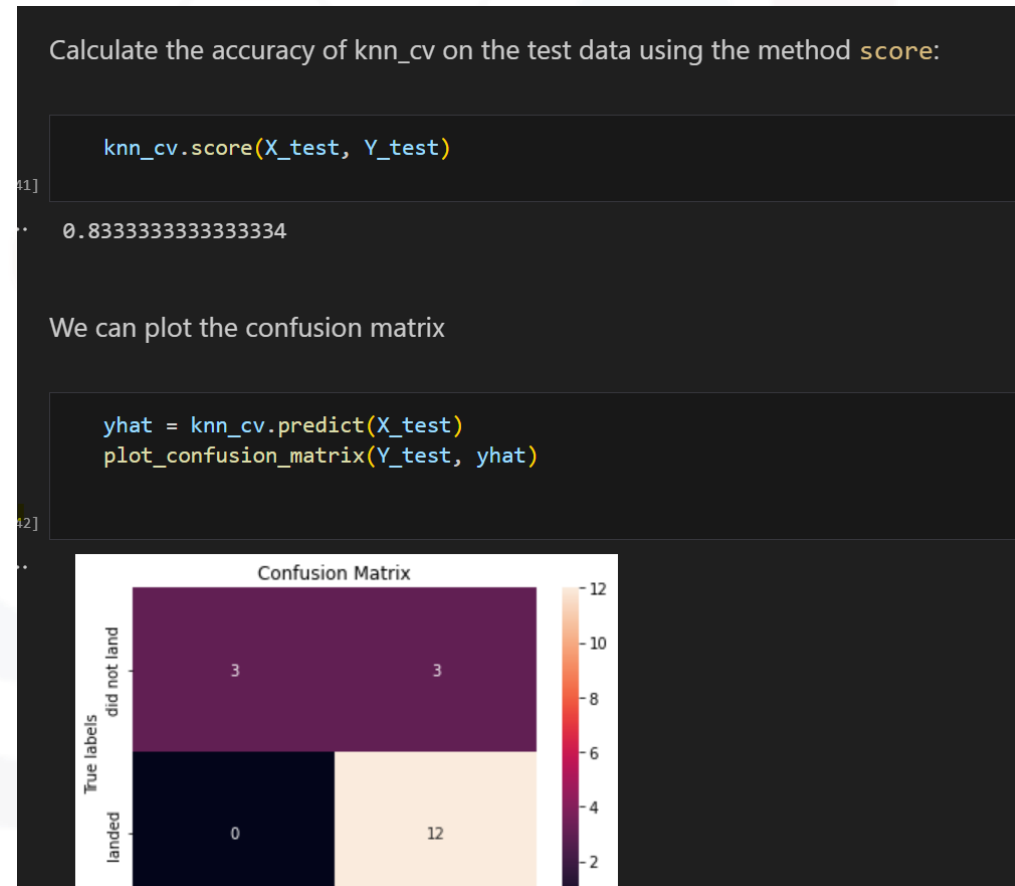 Calculate the accuracy of knn_cv on the test data using the method score:
knn_cv.score(X_test, Y_test)
41]
0.8333333333333334
We can plot the confusion matrix
yhat = knn_cv.predict(X_test)
plot_confusion_matrix(Y_test, yhat)
42]
Confusion Matrix
True labels
did not land
3
3
landed
0
12
12
10
8
6
4
2